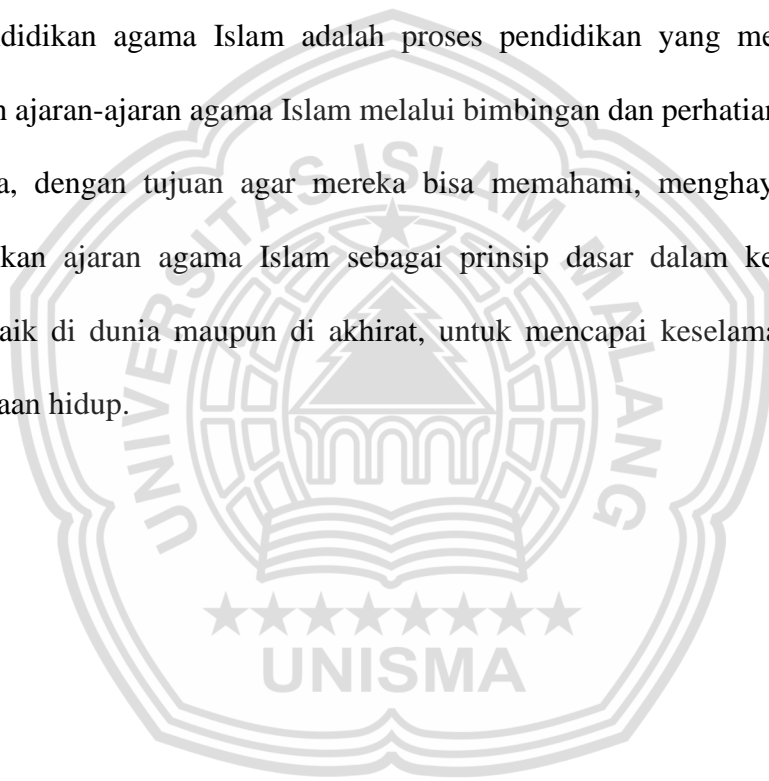 didikan agama Islam adalah proses pendidikan yang me
n ajaran-ajaran agama Islam melalui bimbingan dan perhatian
a, dengan tujuan agar mereka bisa memahami, menghay
kan ajaran agama Islam sebagai prinsip dasar dalam ke
aik di dunia maupun di akhirat, untuk mencapai keselama
aan hidup.
UNIVERSITAS ISLAM MALANG
UNISMA